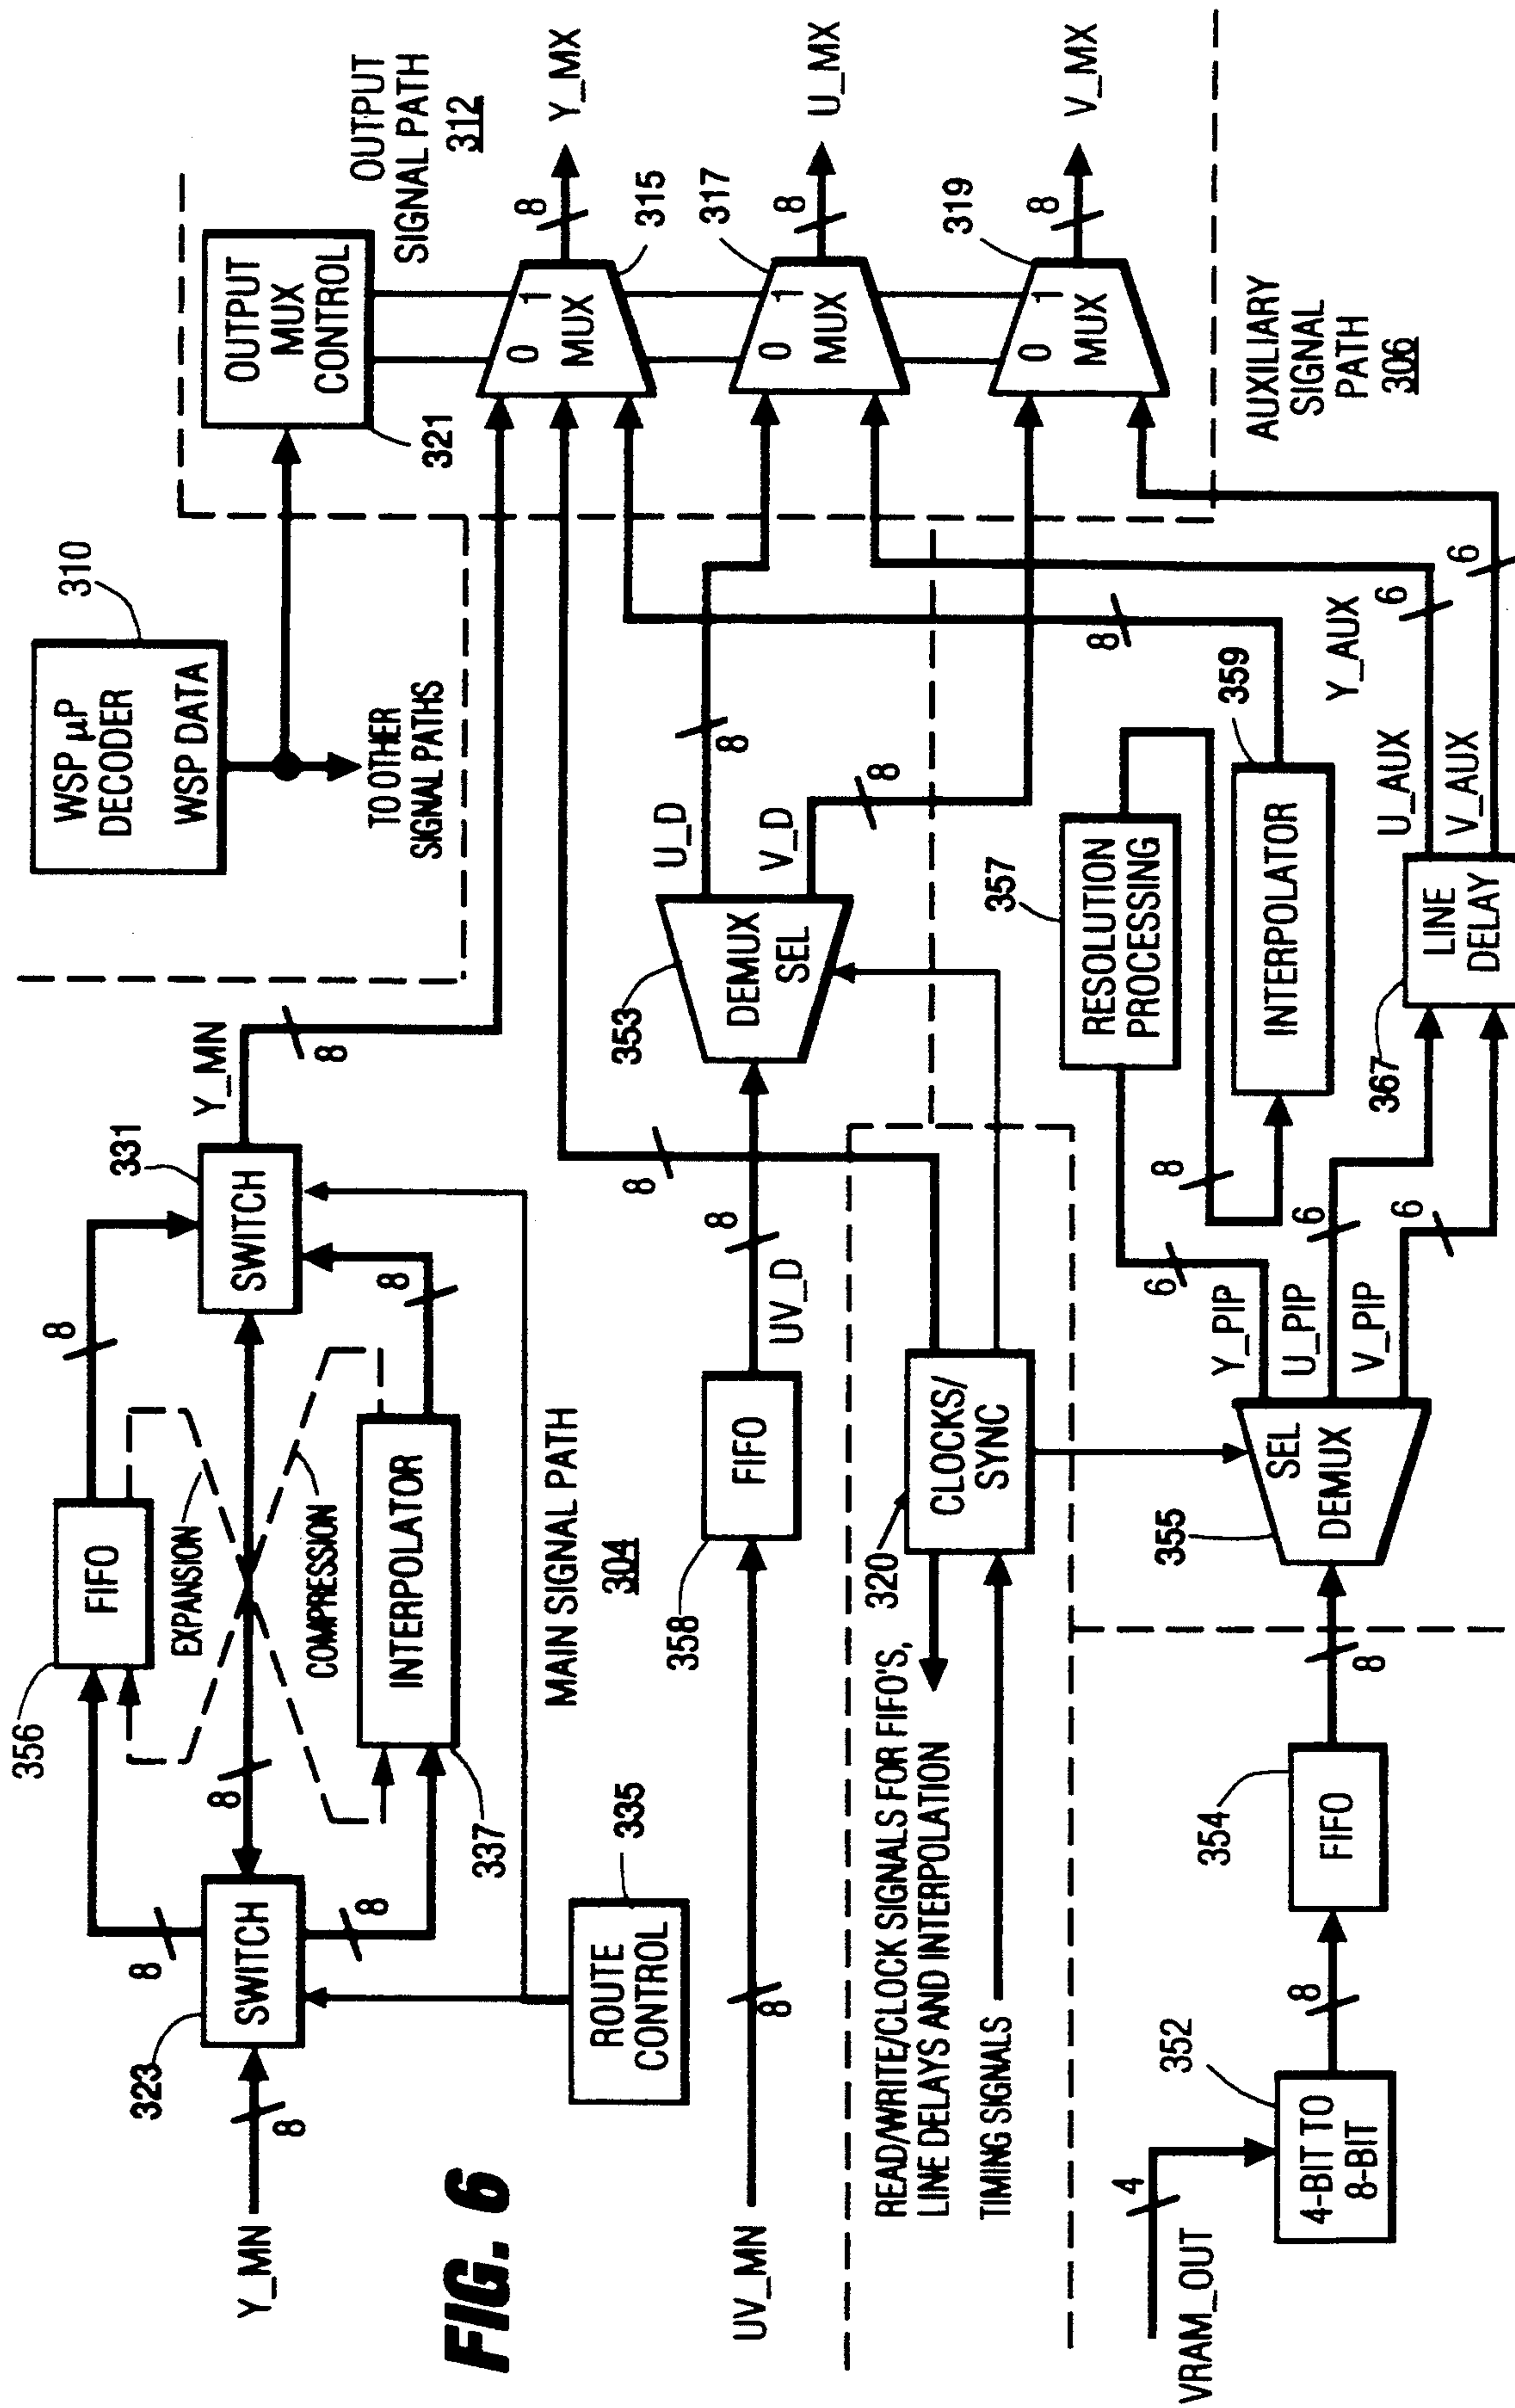 FIG. 6
Y_MN
8
323
SWITCH
8
8
8
356
FIFO
8
EXPANSION
COMPRESSION
INTERPOLATOR
337
8
331
SWITCH
Y_MN
8
ROUTE
CONTROL
335
MAIN SIGNAL PATH
304
310
WSP µP
DECODER
WSP DATA
TO OTHER
SIGNAL PATHS
OUTPUT
MUX
CONTROL
321
OUTPUT
SIGNAL PATH
312
0 1
MUX
315
8
Y_MX
0 1
MUX
317
8
U_MX
0 1
MUX
319
8
V_MX
UV_MN
8
358
FIFO
8
UV_D
353
DEMUX
SEL
U_D
8
V_D
8
8
READ/WRITE/CLOCK SIGNALS FOR FIFO'S,
LINE DELAYS AND INTERPOLATION
TIMING SIGNALS
320
CLOCKS/
SYNC
VRAM_OUT
4
4-BIT TO
8-BIT
352
8
354
FIFO
8
355
SEL
DEMUX
Y_PIP
6
U_PIP
6
V_PIP
6
357
RESOLUTION
PROCESSING
8
INTERPOLATOR
359
8
Y_AUX
367
LINE
DELAY
U_AUX
6
V_AUX
6
AUXILIARY
SIGNAL
PATH
306